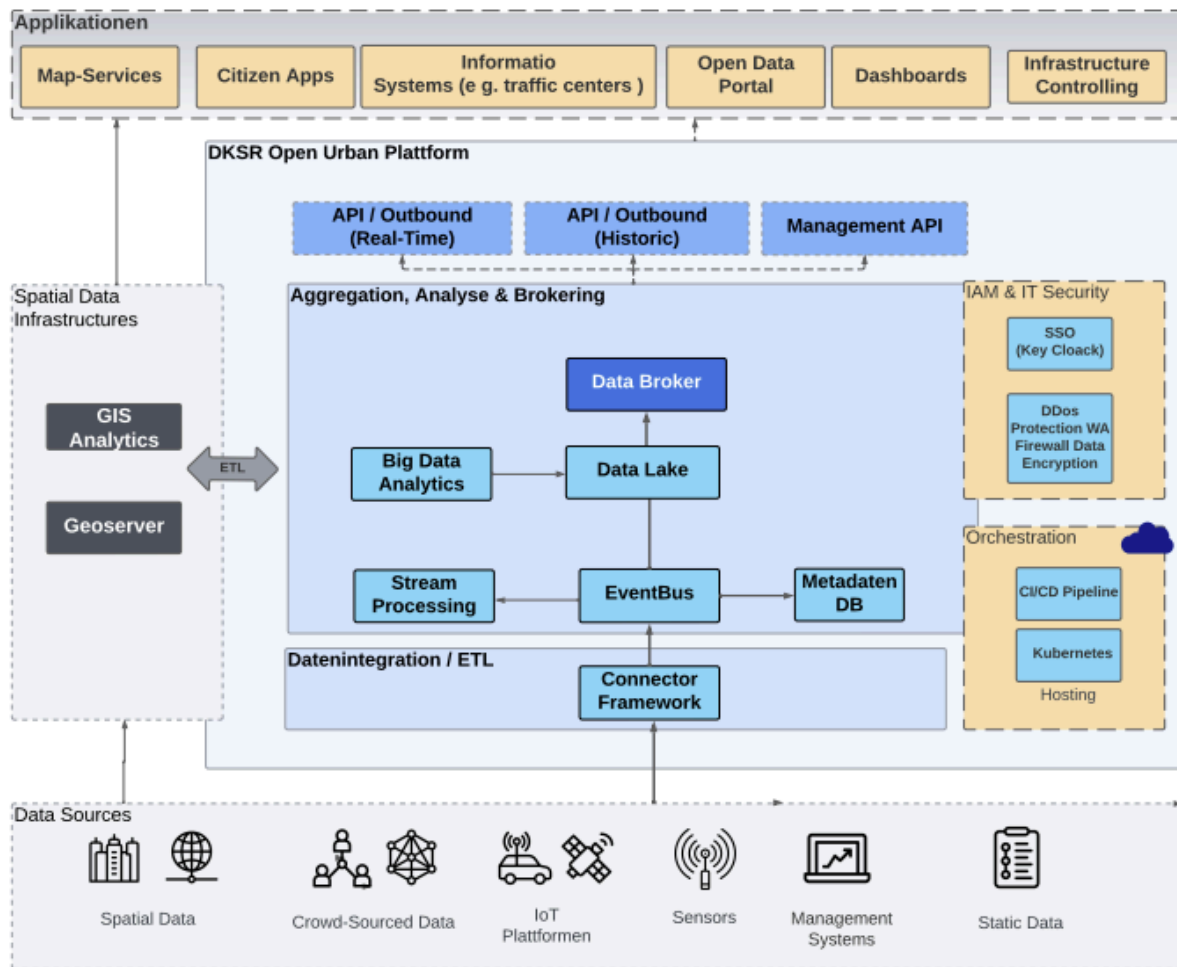 Applikationen
Map-Services
Citizen Apps
Informatio
Systems (e g. traffic centers )
Open Data
Portal
Dashboards
Infrastructure
Controlling
DKSR Open Urban Plattform
API / Outbound
(Real-Time)
API / Outbound
(Historic)
Management API
Spatial Data
Infrastructures
GIS
Analytics
Geoserver
ETL
Aggregation, Analyse & Brokering
Data Broker
Big Data
Analytics
Data Lake
Stream
Processing
EventBus
Metadaten
DB
IAM & IT Security
SSO
(Key Cloack)
DDos
Protection WA
Firewall Data
Encryption
Orchestration
CI/CD Pipeline
Kubernetes
Hosting
Datenintegration / ETL
Connector
Framework
Data Sources
Spatial Data
Crowd-Sourced Data
IoT
Plattformen
Sensors
Management
Systems
Static Data